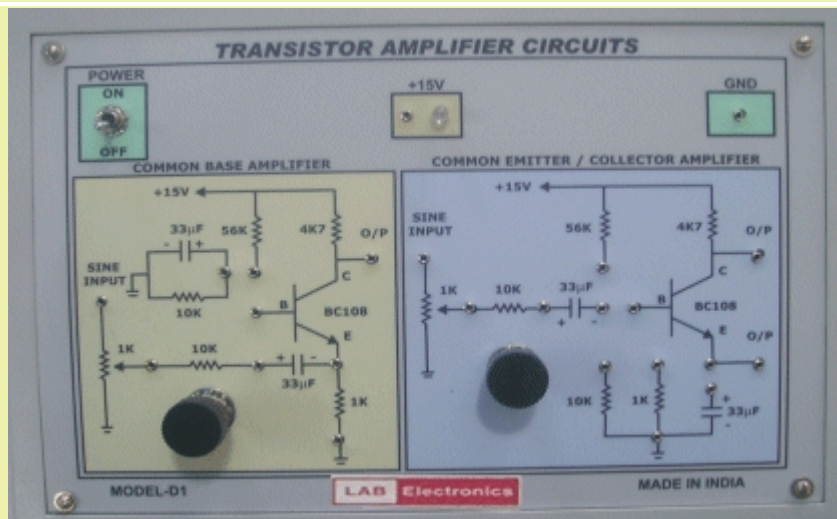 TRANSISTOR AMPLIFIER CIRCUITS
POWER
ON
OFF
+15V
GND
COMMON BASE AMPLIFIER
+15V
33µF
- +
56K
4K7
O/P
SINE
INPUT
10K
C
B
BC108
E
1K
10K
+ -
33µF
1K
COMMON EMITTER / COLLECTOR AMPLIFIER
+15V
SINE
INPUT
56K
4K7
O/P
1K
10K
33µF
+ -
C
B
BC108
E
O/P
10K
1K
+
33µF
-
MODEL-D1
LAB Electronics
MADE IN INDIA